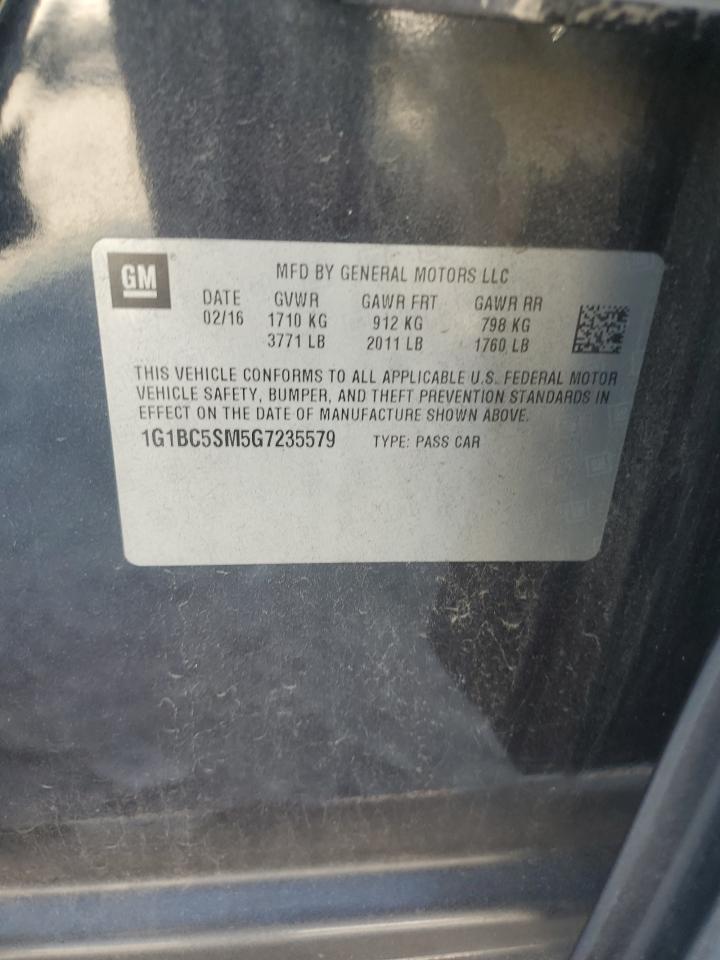 GM
MFD BY GENERAL MOTORS LLC
DATE GVWR GAWR FRT GAWR RR
02/16 1710 KG 912 KG 798 KG
3771 LB 2011 LB 1760 LB
THIS VEHICLE CONFORMS TO ALL APPLICABLE U.S. FEDERAL MOTOR
VEHICLE SAFETY, BUMPER, AND THEFT PREVENTION STANDARDS IN
EFFECT ON THE DATE OF MANUFACTURE SHOWN ABOVE.
1G1BC5SM5G7235579 TYPE: PASS CAR